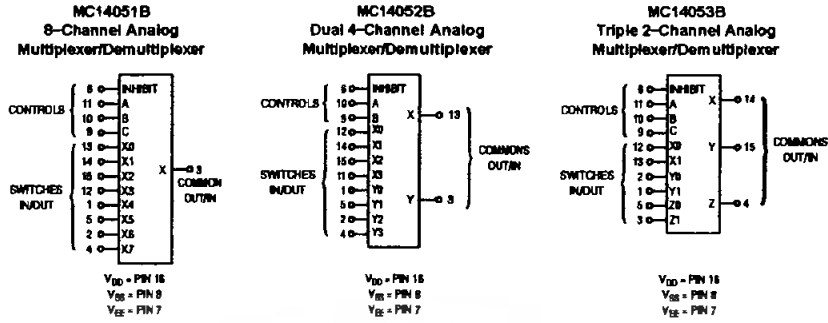 MC14051B
8-Channel Analog
Multiplexer/Demultiplexer
6 INHIBIT
11 A
10 B
9 C
13 X0
14 X1
15 X2
12 X3
1 X4
5 X5
2 X6
4 X7
CONTROLS
SWITCHES
IN/OUT
X 3
COMMON
OUT/IN
VDD = PIN 16
VSS = PIN 8
VEE = PIN 7
MC14052B
Dual 4-Channel Analog
Multiplexer/Demultiplexer
6 INHIBIT
10 A
9 B
12 X0
14 X1
15 X2
11 X3
1 Y0
5 Y1
2 Y2
4 Y3
CONTROLS
SWITCHES
IN/OUT
X 13
Y 3
COMMONS
OUT/IN
VDD = PIN 16
VSS = PIN 8
VEE = PIN 7
MC14053B
Triple 2-Channel Analog
Multiplexer/Demultiplexer
6 INHIBIT
11 A
10 B
9 C
12 X0
13 X1
2 Y0
1 Y1
5 Z0
3 Z1
CONTROLS
SWITCHES
IN/OUT
X 14
Y 15
Z 4
COMMONS
OUT/IN
VDD = PIN 16
VSS = PIN 8
VEE = PIN 7